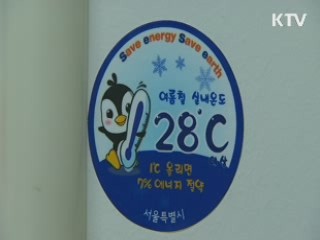 KTV
Save energy Save earth
여름철 실내온도
28°C
이상
1℃ 올리면
7% 에너지 절약
서울특별시